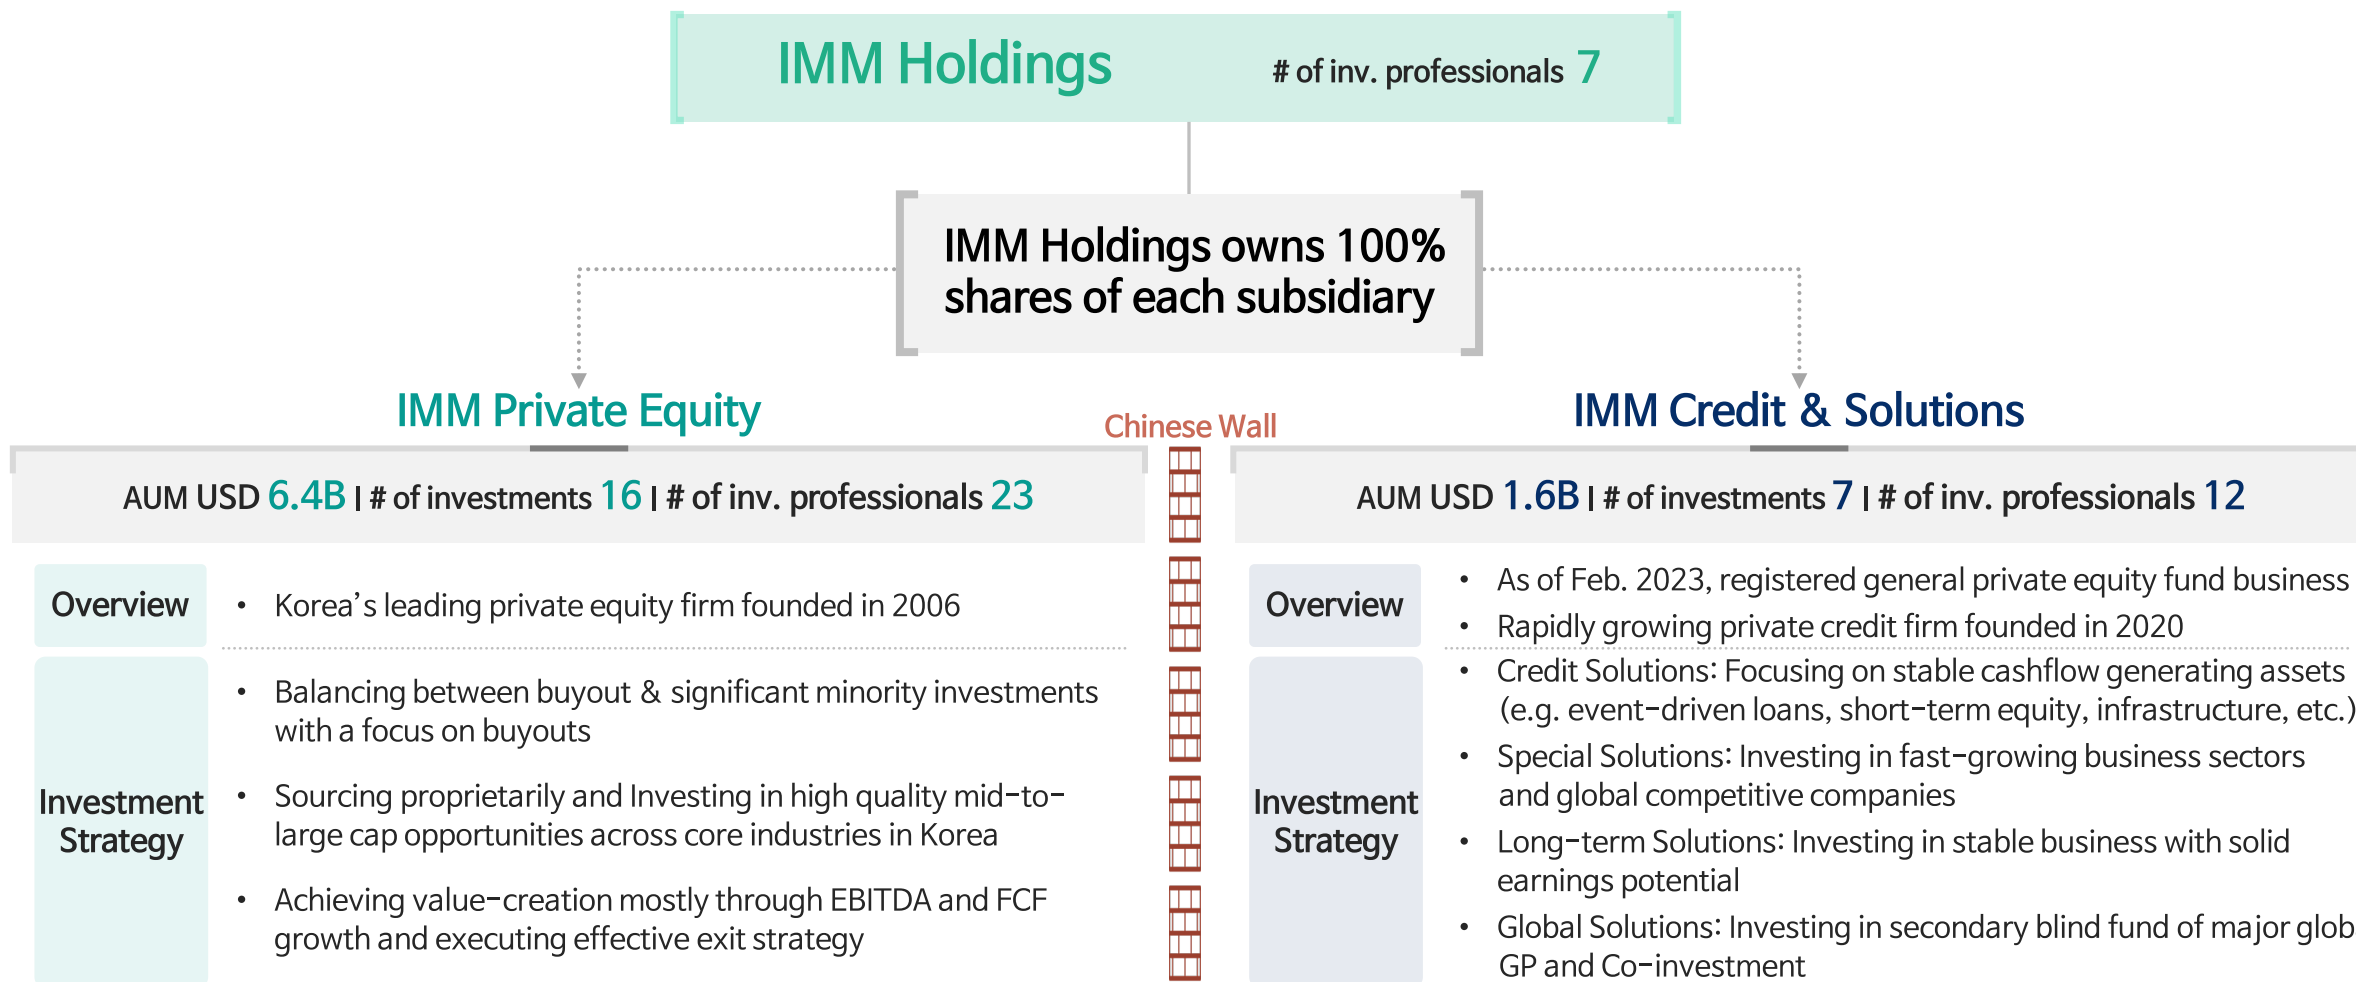 IMM Holdings # of inv. professionals 7
IMM Holdings owns 100%
shares of each subsidiary
IMM Private Equity
AUM USD 6.4B | # of investments 16 | # of inv. professionals 23
Overview
• Korea's leading private equity firm founded in 2006
Investment
Strategy
• Balancing between buyout & significant minority investments
with a focus on buyouts
• Sourcing proprietarily and Investing in high quality mid-to-
large cap opportunities across core industries in Korea
• Achieving value-creation mostly through EBITDA and FCF
growth and executing effective exit strategy
Chinese Wall
IMM Credit & Solutions
AUM USD 1.6B | # of investments 7 | # of inv. professionals 12
Overview
• As of Feb. 2023, registered general private equity fund business
• Rapidly growing private credit firm founded in 2020
Investment
Strategy
• Credit Solutions: Focusing on stable cashflow generating assets
(e.g. event-driven loans, short-term equity, infrastructure, etc.)
• Special Solutions: Investing in fast-growing business sectors
and global competitive companies
• Long-term Solutions: Investing in stable business with solid
earnings potential
• Global Solutions: Investing in secondary blind fund of major glob
GP and Co-investment